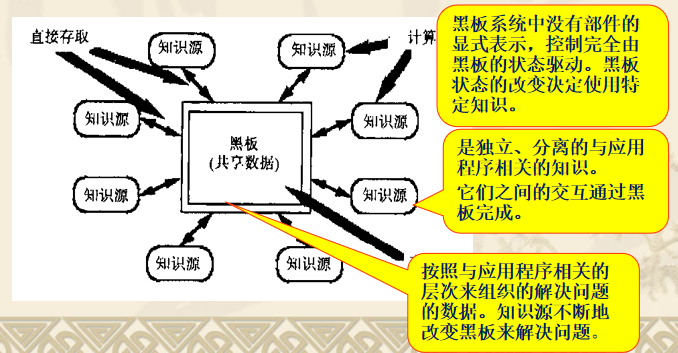 直接存取
计算
知识源
知识源
知识源
知识源
知识源
知识源
知识源
知识源
黑板
(共享数据)
黑板系统中没有部件的
显式表示，控制完全由
黑板的状态驱动。黑板
状态的改变决定使用特
定知识。
是独立、分离的与应用
程序相关的知识。
它们之间的交互通过黑
板完成。
按照与应用程序相关的
层次来组织的解决问题
的数据。知识源不断地
改变黑板来解决问题。